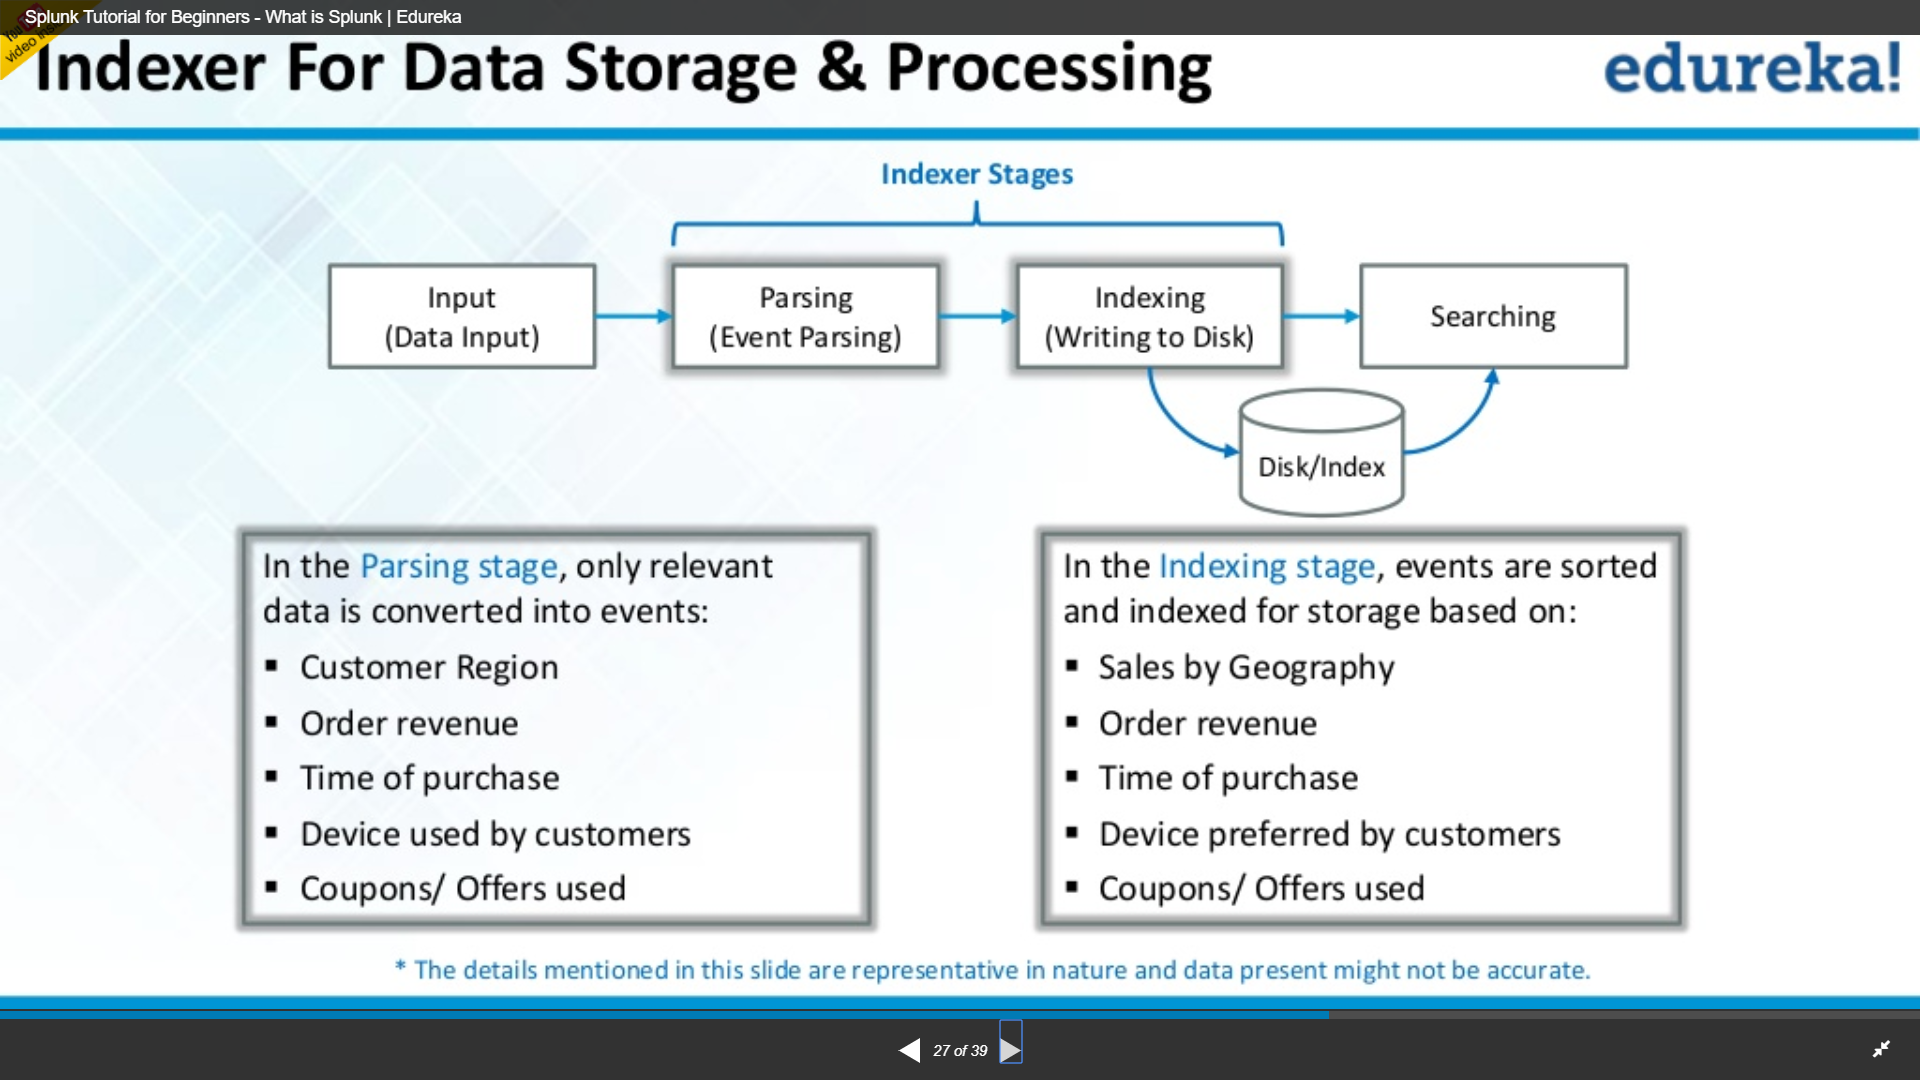 Splunk Tutorial for Beginners - What is Splunk | Edureka
Indexer For Data Storage & Processing
edureka!
Indexer Stages
Input
(Data Input)
Parsing
(Event Parsing)
Indexing
(Writing to Disk)
Searching
Disk/Index
In the Parsing stage, only relevant
data is converted into events:
▪ Customer Region
▪ Order revenue
▪ Time of purchase
▪ Device used by customers
▪ Coupons/ Offers used
In the Indexing stage, events are sorted
and indexed for storage based on:
▪ Sales by Geography
▪ Order revenue
▪ Time of purchase
▪ Device preferred by customers
▪ Coupons/ Offers used
* The details mentioned in this slide are representative in nature and data present might not be accurate.
27 of 39